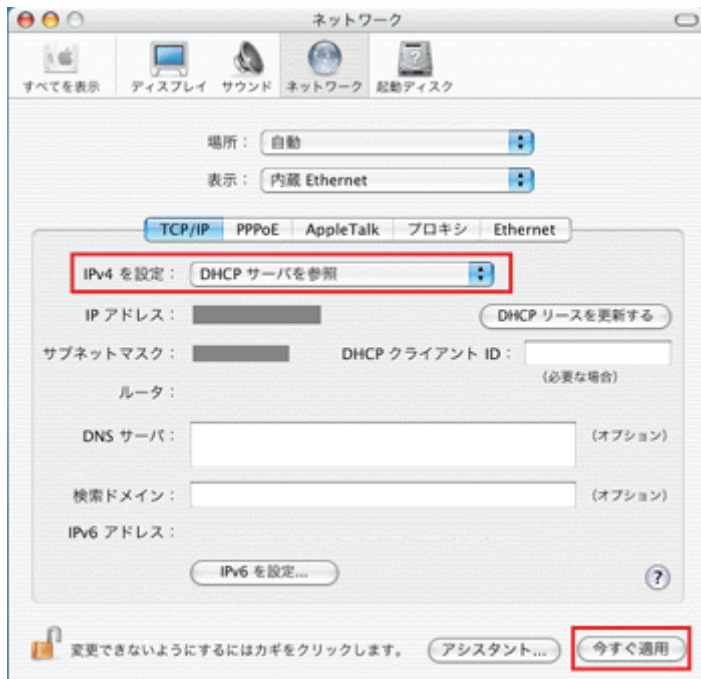 ネットワーク
すべてを表示 ディスプレイ サウンド ネットワーク 起動ディスク
場所： 自動
表示： 内蔵 Ethernet
TCP/IP PPPoE AppleTalk プロキシ Ethernet
IPv4 を設定： DHCP サーバを参照
IP アドレス： DHCP リースを更新する
サブネットマスク： DHCP クライアント ID：
（必要な場合）
ルータ：
DNS サーバ： （オプション）
検索ドメイン： （オプション）
IPv6 アドレス：
IPv6 を設定...
?
変更できないようにするにはカギをクリックします。 アシスタント... 今すぐ適用